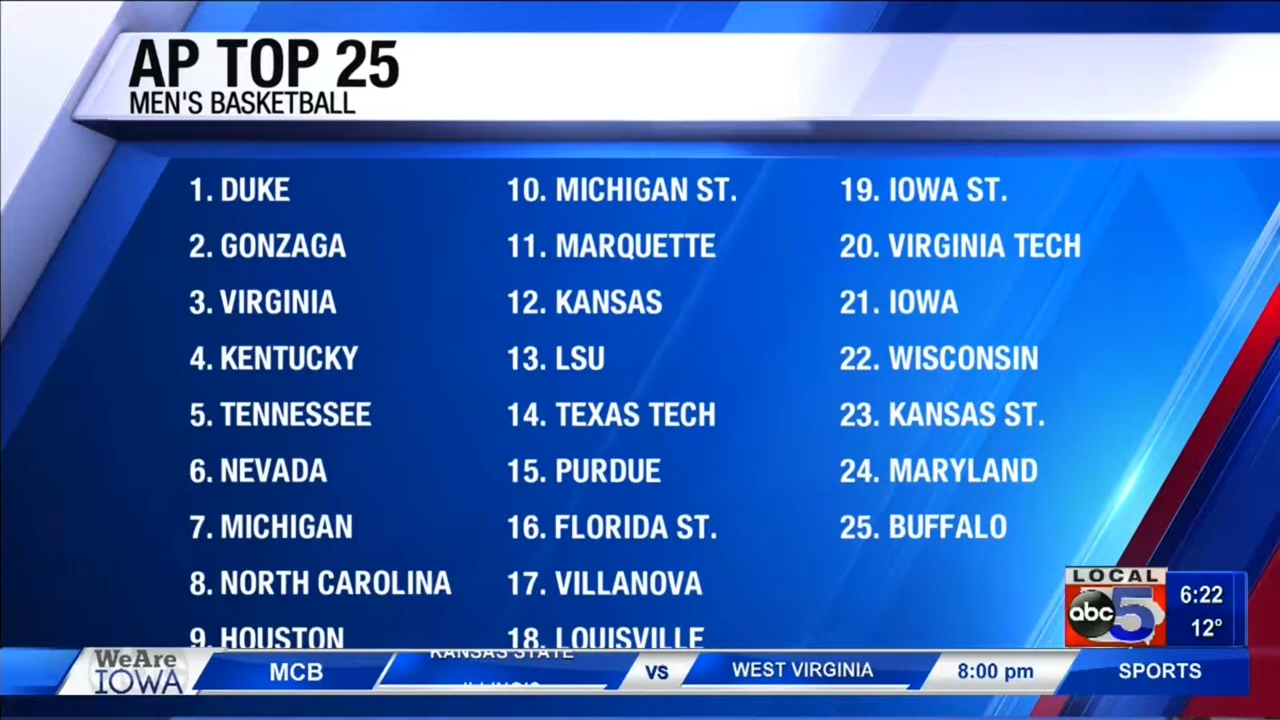 AP TOP 25
MEN'S BASKETBALL
1. DUKE
2. GONZAGA
3. VIRGINIA
4. KENTUCKY
5. TENNESSEE
6. NEVADA
7. MICHIGAN
8. NORTH CAROLINA
9. HOUSTON
10. MICHIGAN ST.
11. MARQUETTE
12. KANSAS
13. LSU
14. TEXAS TECH
15. PURDUE
16. FLORIDA ST.
17. VILLANOVA
18. LOUISVILLE
19. IOWA ST.
20. VIRGINIA TECH
21. IOWA
22. WISCONSIN
23. KANSAS ST.
24. MARYLAND
25. BUFFALO
LOCAL
abc 5
6:22
12°
WeAre
IOWA
MCB
KANSAS STATE
VS
WEST VIRGINIA
8:00 pm
SPORTS